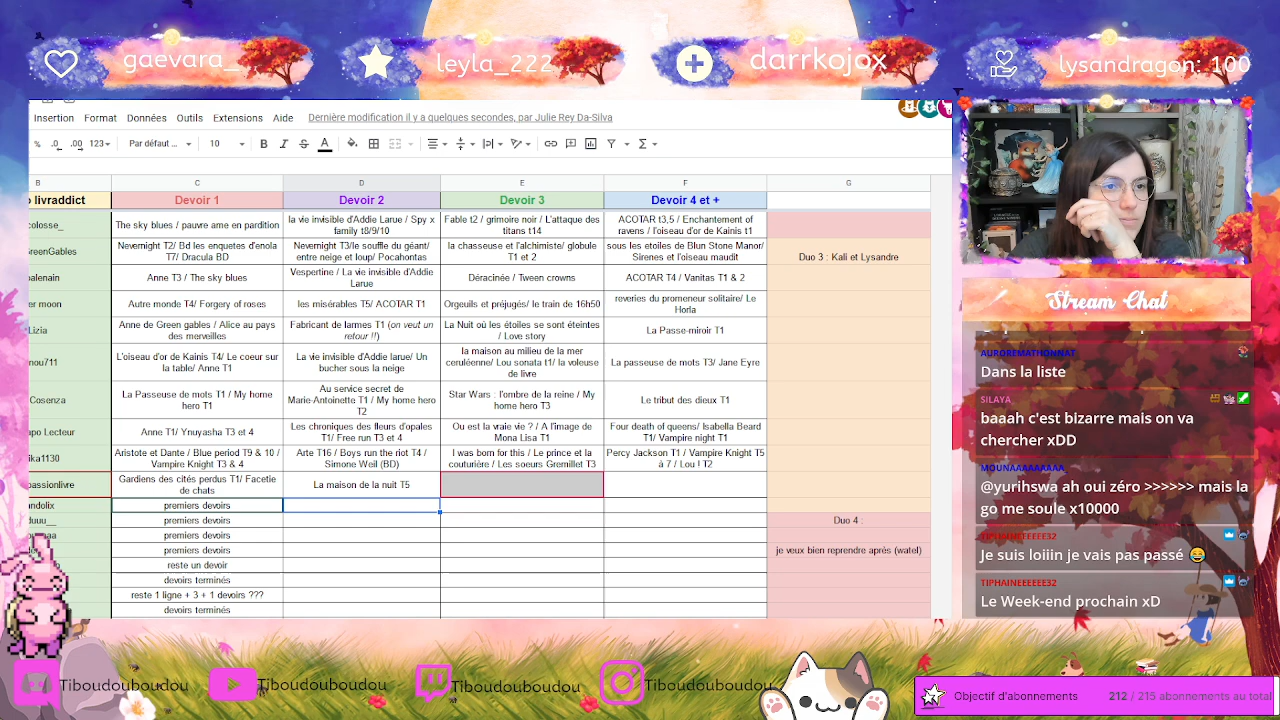 gaevara_
leyla_222
darrkojox
lysandragon: 100
Insertion Format Données Outils Extensions Aide Dernière modification il y a quelques secondes, par Julie Rey Da-Silva
% .0 .00 123 Par défaut ... 10 B I S A
B C D E F G
livraddict Devoir 1 Devoir 2 Devoir 3 Devoir 4 et +
colosse_ The sky blues / pauvre ame en pardition la vie invisible d'Addie Larue / Spy x family t8/9/10 Fable t2 / grimoire noir / L'attaque des titans t14 ACOTAR t3,5 / Enchantement of ravens / l'oiseau d'or de Kainis t1
GreenGables Nevernight T2/ Bd les enquetes d'enola T7/ Dracula BD Nevernight T3/le souffle du géant/ entre neige et loup/ Pocahontas la chasseuse et l'alchimiste/ globule T1 et 2 sous les etoiles de Blun Stone Manor/ Sirenes et l'oiseau maudit Duo 3 : Kali et Lysandre
Anne T3 / The sky blues Vespertine / La vie invisible d'Addie Larue Déracinée / Tween crowns ACOTAR T4 / Vanitas T1 & 2
er moon Autre monde T4/ Forgery of roses les misérables T5/ ACOTAR T1 Orgeuils et préjugés/ le train de 16h50 reveries du promeneur solitaire/ Le Horla
Lizia Anne de Green gables / Alice au pays des merveilles Fabricant de larmes T1 (on veut un retour !!) La Nuit où les étoiles se sont éteintes / Love story La Passe-miroir T1
nou711 L'oiseau d'or de Kainis T4/ Le coeur sur la table/ Anne T1 La vie invisible d'Addie larue/ Un bucher sous la neige la maison au milieu de la mer ceruléenne/ Lou sonata t1/ la voleuse de livre La passeuse de mots T3/ Jane Eyre
Cosenza La Passeuse de mots T1 / My home hero T1 Au service secret de Marie-Antoinette T1 / My home hero T2 Star Wars : l'ombre de la reine / My home hero T3 Le tribut des dieux T1
apo Lecteur Anne T1/ Ynuyasha T3 et 4 Les chroniques des fleurs d'opales T1/ Free run T3 et 4 Ou est la vraie vie ? / A l'image de Mona Lisa T1 Four death of queens/ Isabella Beard T1/ Vampire night T1
ika1130 Aristote et Dante / Blue period T9 & 10 / Vampire Knight T3 & 4 Arte T16 / Boys run the riot T4 / Simone Weil (BD) I was born for this / Le prince et la couturière / Les soeurs Gremillet T3 Percy Jackson T1 / Vampire Knight T5 à 7 / Lou ! T2
passionlivre Gardiens des cités perdus T1/ Facetie de chats La maison de la nuit T5
andolix premiers devoirs
duuu__ premiers devoirs Duo 4 :
premiers devoirs
premiers devoirs je veux bien reprendre après (watel)
reste un devoir
devoirs terminés
reste 1 ligne + 3 + 1 devoirs ???
devoirs terminés
Stream Chat
AUROREMATHONNAT
Dans la liste
SILAYA_
baaah c'est bizarre mais on va
chercher xDD
MOUNAAAAAAAAA_
@yurihswa ah oui zéro >>>>>> mais la
go me soule x10000
TIPHAINEEEEEE32
Je suis loiiin je vais pas passé 😅
TIPHAINEEEEEE32
Le Week-end prochain xD
Tiboudouboudou
Tiboudouboudou
Tiboudouboudou
Tiboudouboudou
Objectif d'abonnements 212 / 215 abonnements au total